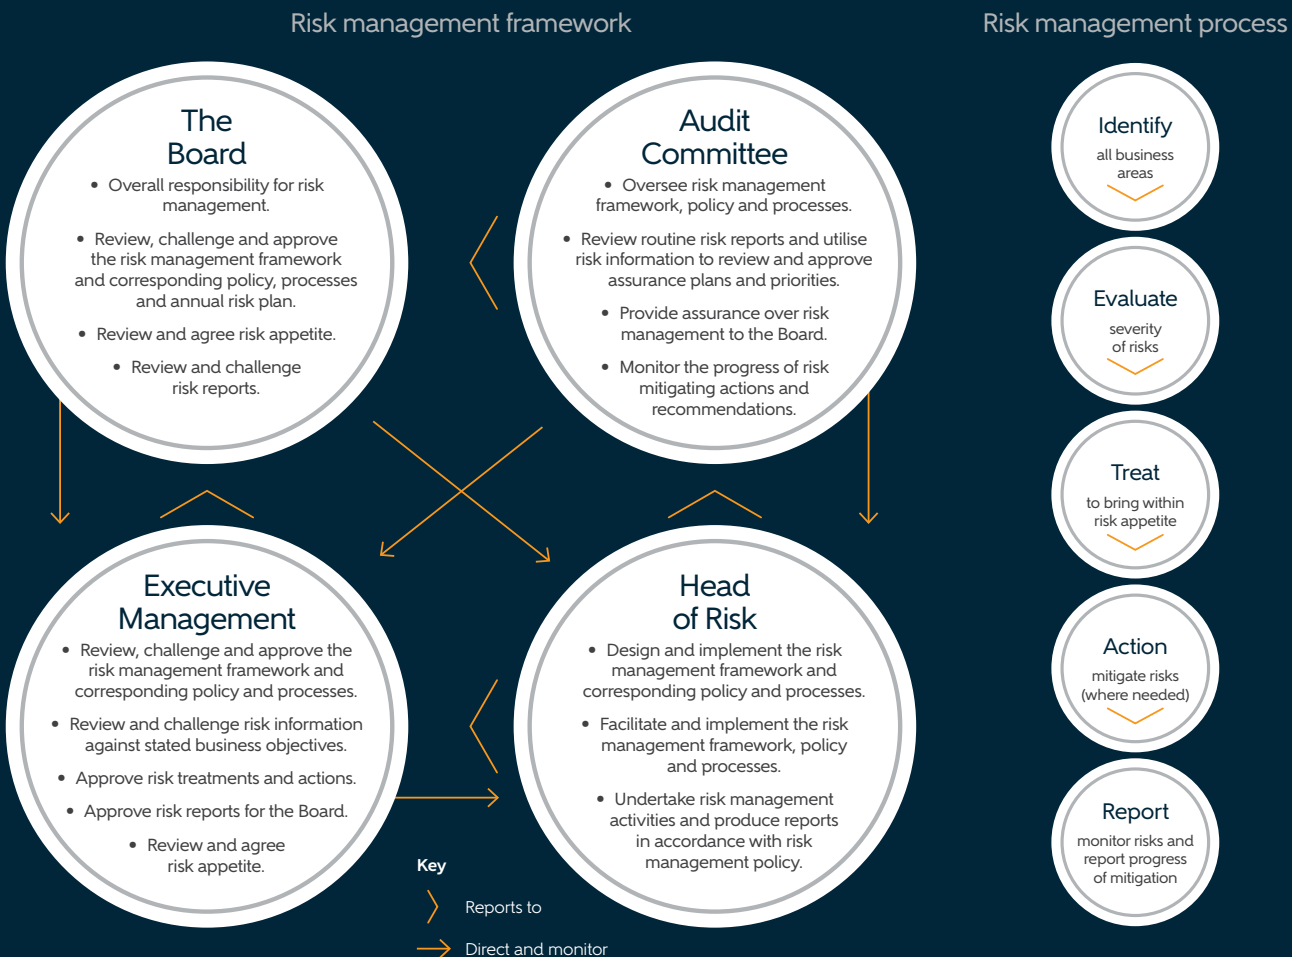 Risk management framework
The
Board
• Overall responsibility for risk
management.
• Review, challenge and approve
the risk management framework
and corresponding policy, processes
and annual risk plan.
• Review and agree risk appetite.
• Review and challenge
risk reports.
Audit
Committee
• Oversee risk management
framework, policy and processes.
• Review routine risk reports and utilise
risk information to review and approve
assurance plans and priorities.
• Provide assurance over risk
management to the Board.
• Monitor the progress of risk
mitigating actions and
recommendations.
Executive
Management
• Review, challenge and approve the
risk management framework and
corresponding policy and processes.
• Review and challenge risk information
against stated business objectives.
• Approve risk treatments and actions.
• Approve risk reports for the Board.
• Review and agree
risk appetite.
Head
of Risk
• Design and implement the risk
management framework and
corresponding policy and processes.
• Facilitate and implement the risk
management framework, policy
and processes.
• Undertake risk management
activities and produce reports
in accordance with risk
management policy.
Key
Reports to
Direct and monitor
Risk management process
Identify
all business
areas
Evaluate
severity
of risks
Treat
to bring within
risk appetite
Action
mitigate risks
(where needed)
Report
monitor risks and
report progress
of mitigation